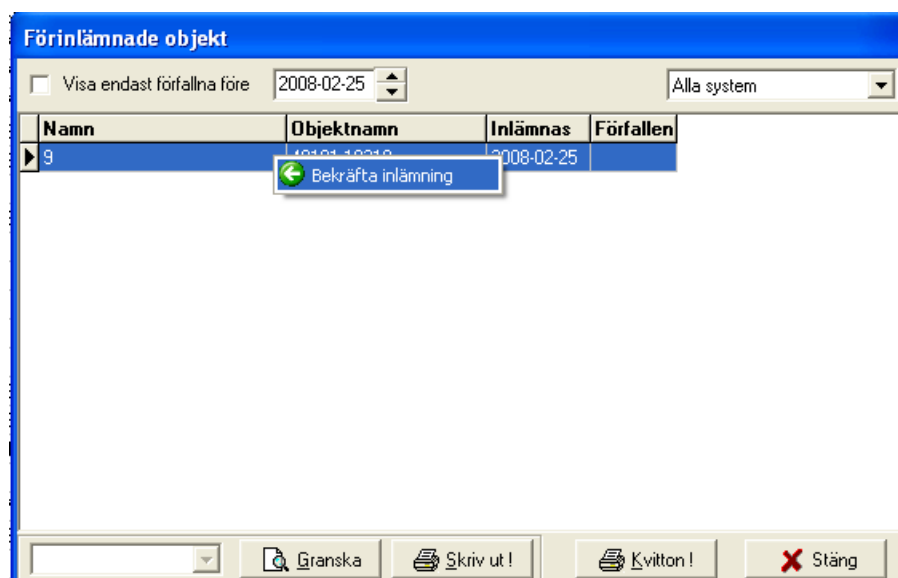 Förinlämnade objekt
Visa endast förfallna före 2008-02-25 Alla system
Namn Objektnamn Inlämnas Förfallen
9 2008-02-25
Bekräfta inlämning
Granska Skriv ut ! Kvitton ! Stäng